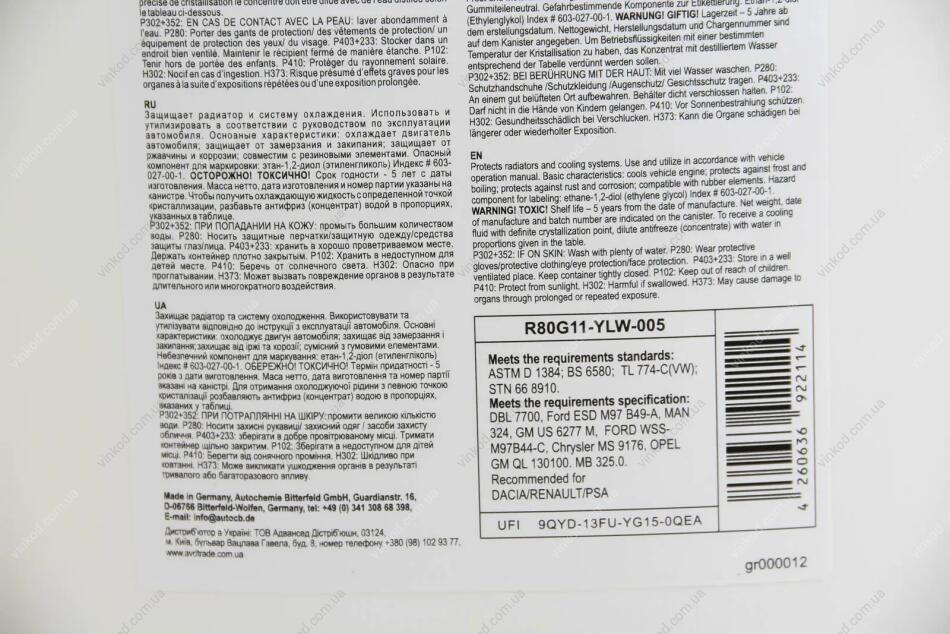 précise de cristallisation le concentré doit être dilué avec de l'eau distillé selon
le tableau ci-dessous.
P302+352: EN CAS DE CONTACT AVEC LA PEAU: laver abondamment à
l'eau. P280: Porter des gants de protection/ des vêtements de protection/ un
équipement de protection des yeux/ du visage. P403+233: Stocker dans un
endroit bien ventilé. Maintenir le récipient fermé de manière étanche. P102:
Tenir hors de portée des enfants. P410: Protéger du rayonnement solaire.
H302: Nocif en cas d'ingestion. H373: Risque présumé d'effets graves pour les
organes à la suite d'expositions répétées ou d'une exposition prolongée.
RU
Защищает радиатор и систему охлаждения. Использовать и
утилизировать в соответствии с руководством по эксплуатации
автомобиля. Основные характеристики: охлаждает двигатель
автомобиля; защищает от замерзания и закипания; защищает от
ржавчины и коррозии; совместим с резиновыми элементами. Опасный
компонент для маркировки: этан-1,2-диол (этиленгликоль) Индекс # 603-
027-00-1. ОСТОРОЖНО! ТОКСИЧНО! Срок годности - 5 лет с даты
изготовления. Масса нетто, дата изготовления и номер партии указаны на
канистре. Чтобы получить охлаждающую жидкость с определенной точкой
кристаллизации, разбавьте антифриз (концентрат) водой в пропорциях,
указанных в таблице.
P302+352: ПРИ ПОПАДАНИИ НА КОЖУ: промыть большим количеством
воды. P280: Носить защитные перчатки/защитную одежду/средства
защиты глаз/лица. P403+233: хранить в хорошо проветриваемом месте.
Держать контейнер плотно закрытым. P102: Хранить в недоступном для
детей месте. P410: Беречь от солнечного света. H302: Опасно при
проглатывании. H373: Может вызвать повреждение органов в результате
длительного или многократного воздействия.
UA
Захищає радіатор та систему охолодження. Використовувати та
утилізувати відповідно до інструкції з експлуатації автомобіля. Основні
характеристики: охолоджує двигун автомобіля; захищає від замерзання і
закипання;захищає від іржі та корозії; сумісний з гумовими елементами.
Небезпечний компонент для маркування: етан-1,2-діол (етиленгліколь)
Індекс # 603-00-027-1. ОБЕРЕЖНО! ТОКСИЧНО! Термін придатності - 5
років з дати виготовлення. Маса нетто, дата виготовлення та номер партії
вказані на каністрі. Для отримання охолоджуючої рідини з певною точкою
кристалізації розбавляють антифриз (концентрат) водою в пропорціях,
вказаних у таблиці.
P302+352: ПРИ ПОТРАПЛЯННІ НА ШКІРУ: промити великою кількістю
води. P280: Носити захисні рукавиці/ захисний одяг / засоби захисту
обличчя. P403+233: зберігати в добре провітрюваному місці. Тримати
контейнер щільно закритим. P102: Зберігати в недоступному для дітей
місці. P410: Берегти від сонячного проміння. H302: Шкідливо при
ковтанні. H373: Може викликати ушкодження органів в результаті
тривалого або багаторазового впливу.
Made in Germany, Autochemie Bitterfeld GmbH, Guardianstr. 16,
D-06766 Bitterfeld-Wolfen, Germany, tel: +49 (0) 341 308 68 398,
E-mail: info@autocb.de
Дистриб'ютор в Україні: ТОВ Адвансед Дістріб'юшн, 03124,
м. Київ, бульвар Вацлава Гавела, буд. 8, номер телефону +380 (98) 102 93 77,
www.avdtrade.com.ua
Gummiteileneutral. Gefahrbestimmende Komponente zur Etikettierung: Ethan-1,2-diol
(Ethylenglykol) Index # 603-027-00-1. WARNUNG! GIFTIG! Lagerzeit – 5 Jahre ab
dem erstellungsdatum. Nettogewicht, Herstellungsdatum und Chargennummer sind
auf dem Kanister angegeben. Um Betriebsflüssigkeiten mit einer bestimmten
Temperatur der Kristallisation zu haben, das Konzentrat mit destilliertem Wasser
entsprechend der Tabelle verdünnt werden sollen.
P302+352: BEI BERÜHRUNG MIT DER HAUT: Mit viel Wasser waschen. P280:
Schutzhandschuhe /Schutzkleidung /Augenschutz/ Gesichtsschutz tragen. P403+233:
An einem gut belüfteten Ort aufbewahren. Behälter dicht verschlossen halten. P102:
Darf nicht in die Hände von Kindern gelangen. P410: Vor Sonnenbestrahlung schützen.
H302: Gesundheitsschädlich bei Verschlucken. H373: Kann die Organe schädigen bei
längerer oder wiederholter Exposition.
EN
Protects radiators and cooling systems. Use and utilize in accordance with vehicle
operation manual. Basic characteristics: cools vehicle engine; protects against frost and
boiling; protects against rust and corrosion; compatible with rubber elements. Hazard
component for labeling: ethane-1,2-diol (ethylene glycol) Index # 603-027-00-1.
WARNING! TOXIC! Shelf life – 5 years from the date of manufacture. Net weight, date
of manufacture and batch number are indicated on the canister. To receive a cooling
fluid with definite crystallization point, dilute antifreeze (concentrate) with water in
proportions given in the table.
P302+352: IF ON SKIN: Wash with plenty of water. P280: Wear protective
gloves/protective clothing/eye protection/face protection. P403+233: Store in a well
ventilated place. Keep container tightly closed. P102: Keep out of reach of children.
P410: Protect from sunlight. H302: Harmful if swallowed. H373: May cause damage to
organs through prolonged or repeated exposure.
R80G11-YLW-005
Meets the requirements standards:
ASTM D 1384; BS 6580; TL 774-C(VW);
STN 66 8910.
Meets the requirements specification:
DBL 7700, Ford ESD M97 B49-A, MAN
324, GM US 6277 M, FORD WSS-
M97B44-C, Chrysler MS 9176, OPEL
GM QL 130100. MB 325.0.
Recommended for
DACIA/RENAULT/PSA
UFI 9QYD-13FU-YG15-0QEA
4 260636 922114
gr000012
vinkod.com.ua